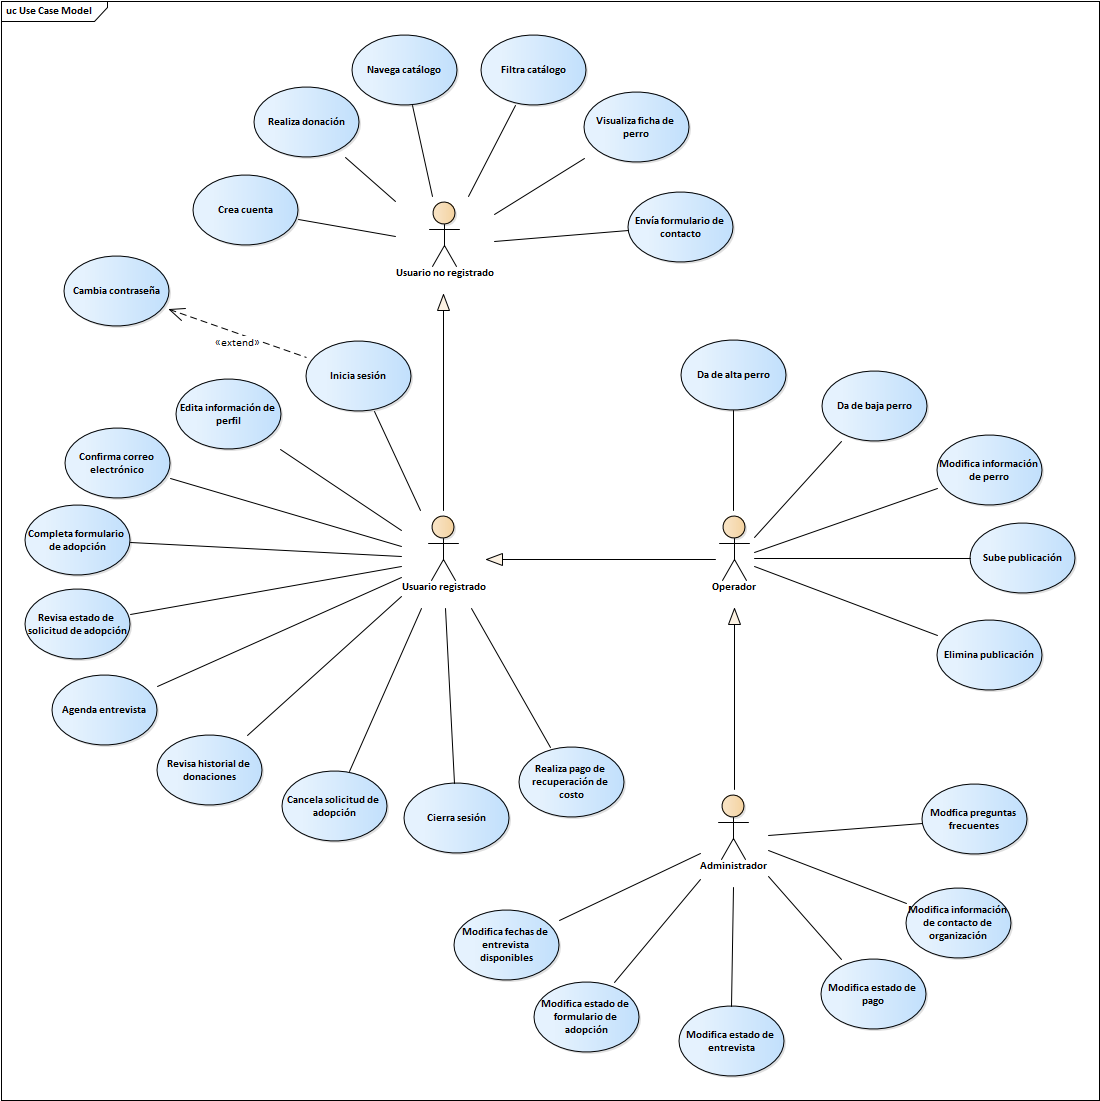 uc Use Case Model
Navega catálogo
Filtra catálogo
Realiza donación
Visualiza ficha de
perro
Crea cuenta
Envía formulario de
contacto
Usuario no registrado
Cambia contraseña
«extend»
Inicia sesión
Da de alta perro
Edita información de
perfil
Da de baja perro
Confirma correo
electrónico
Modifica información
de perro
Completa formulario
de adopción
Sube publicación
Usuario registrado
Operador
Revisa estado de
solicitud de adopción
Elimina publicación
Agenda entrevista
Revisa historial de
donaciones
Realiza pago de
recuperación de
costo
Cancela solicitud de
adopción
Cierra sesión
Modfica preguntas
frecuentes
Administrador
Modifica información
de contacto de
organización
Modifica fechas de
entrevista
disponibles
Modifica estado de
pago
Modifica estado de
formulario de
adopción
Modifica estado de
entrevista